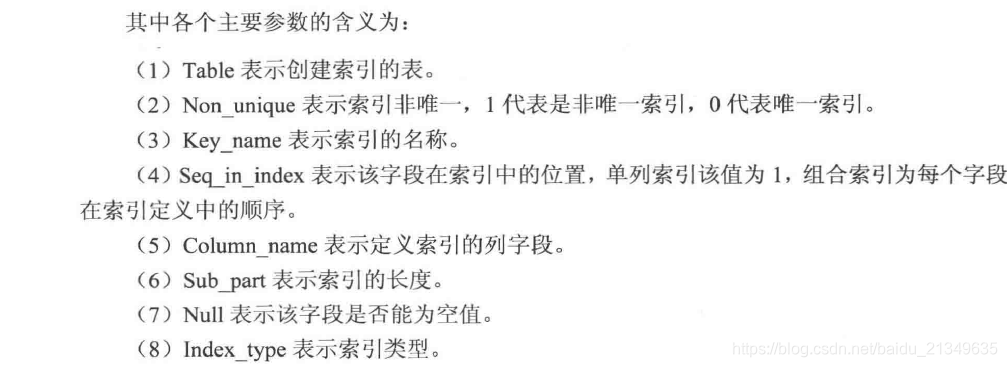 其中各个主要参数的含义为：
（1）Table 表示创建索引的表。
（2）Non_unique 表示索引非唯一，1 代表是非唯一索引，0 代表唯一索引。
（3）Key_name 表示索引的名称。
（4）Seq_in_index 表示该字段在索引中的位置，单列索引该值为 1，组合索引为每个字段
在索引定义中的顺序。
（5）Column_name 表示定义索引的列字段。
（6）Sub_part 表示索引的长度。
（7）Null 表示该字段是否能为空值。
（8）Index_type 表示索引类型。
https://blog.csdn.net/baidu_21349635